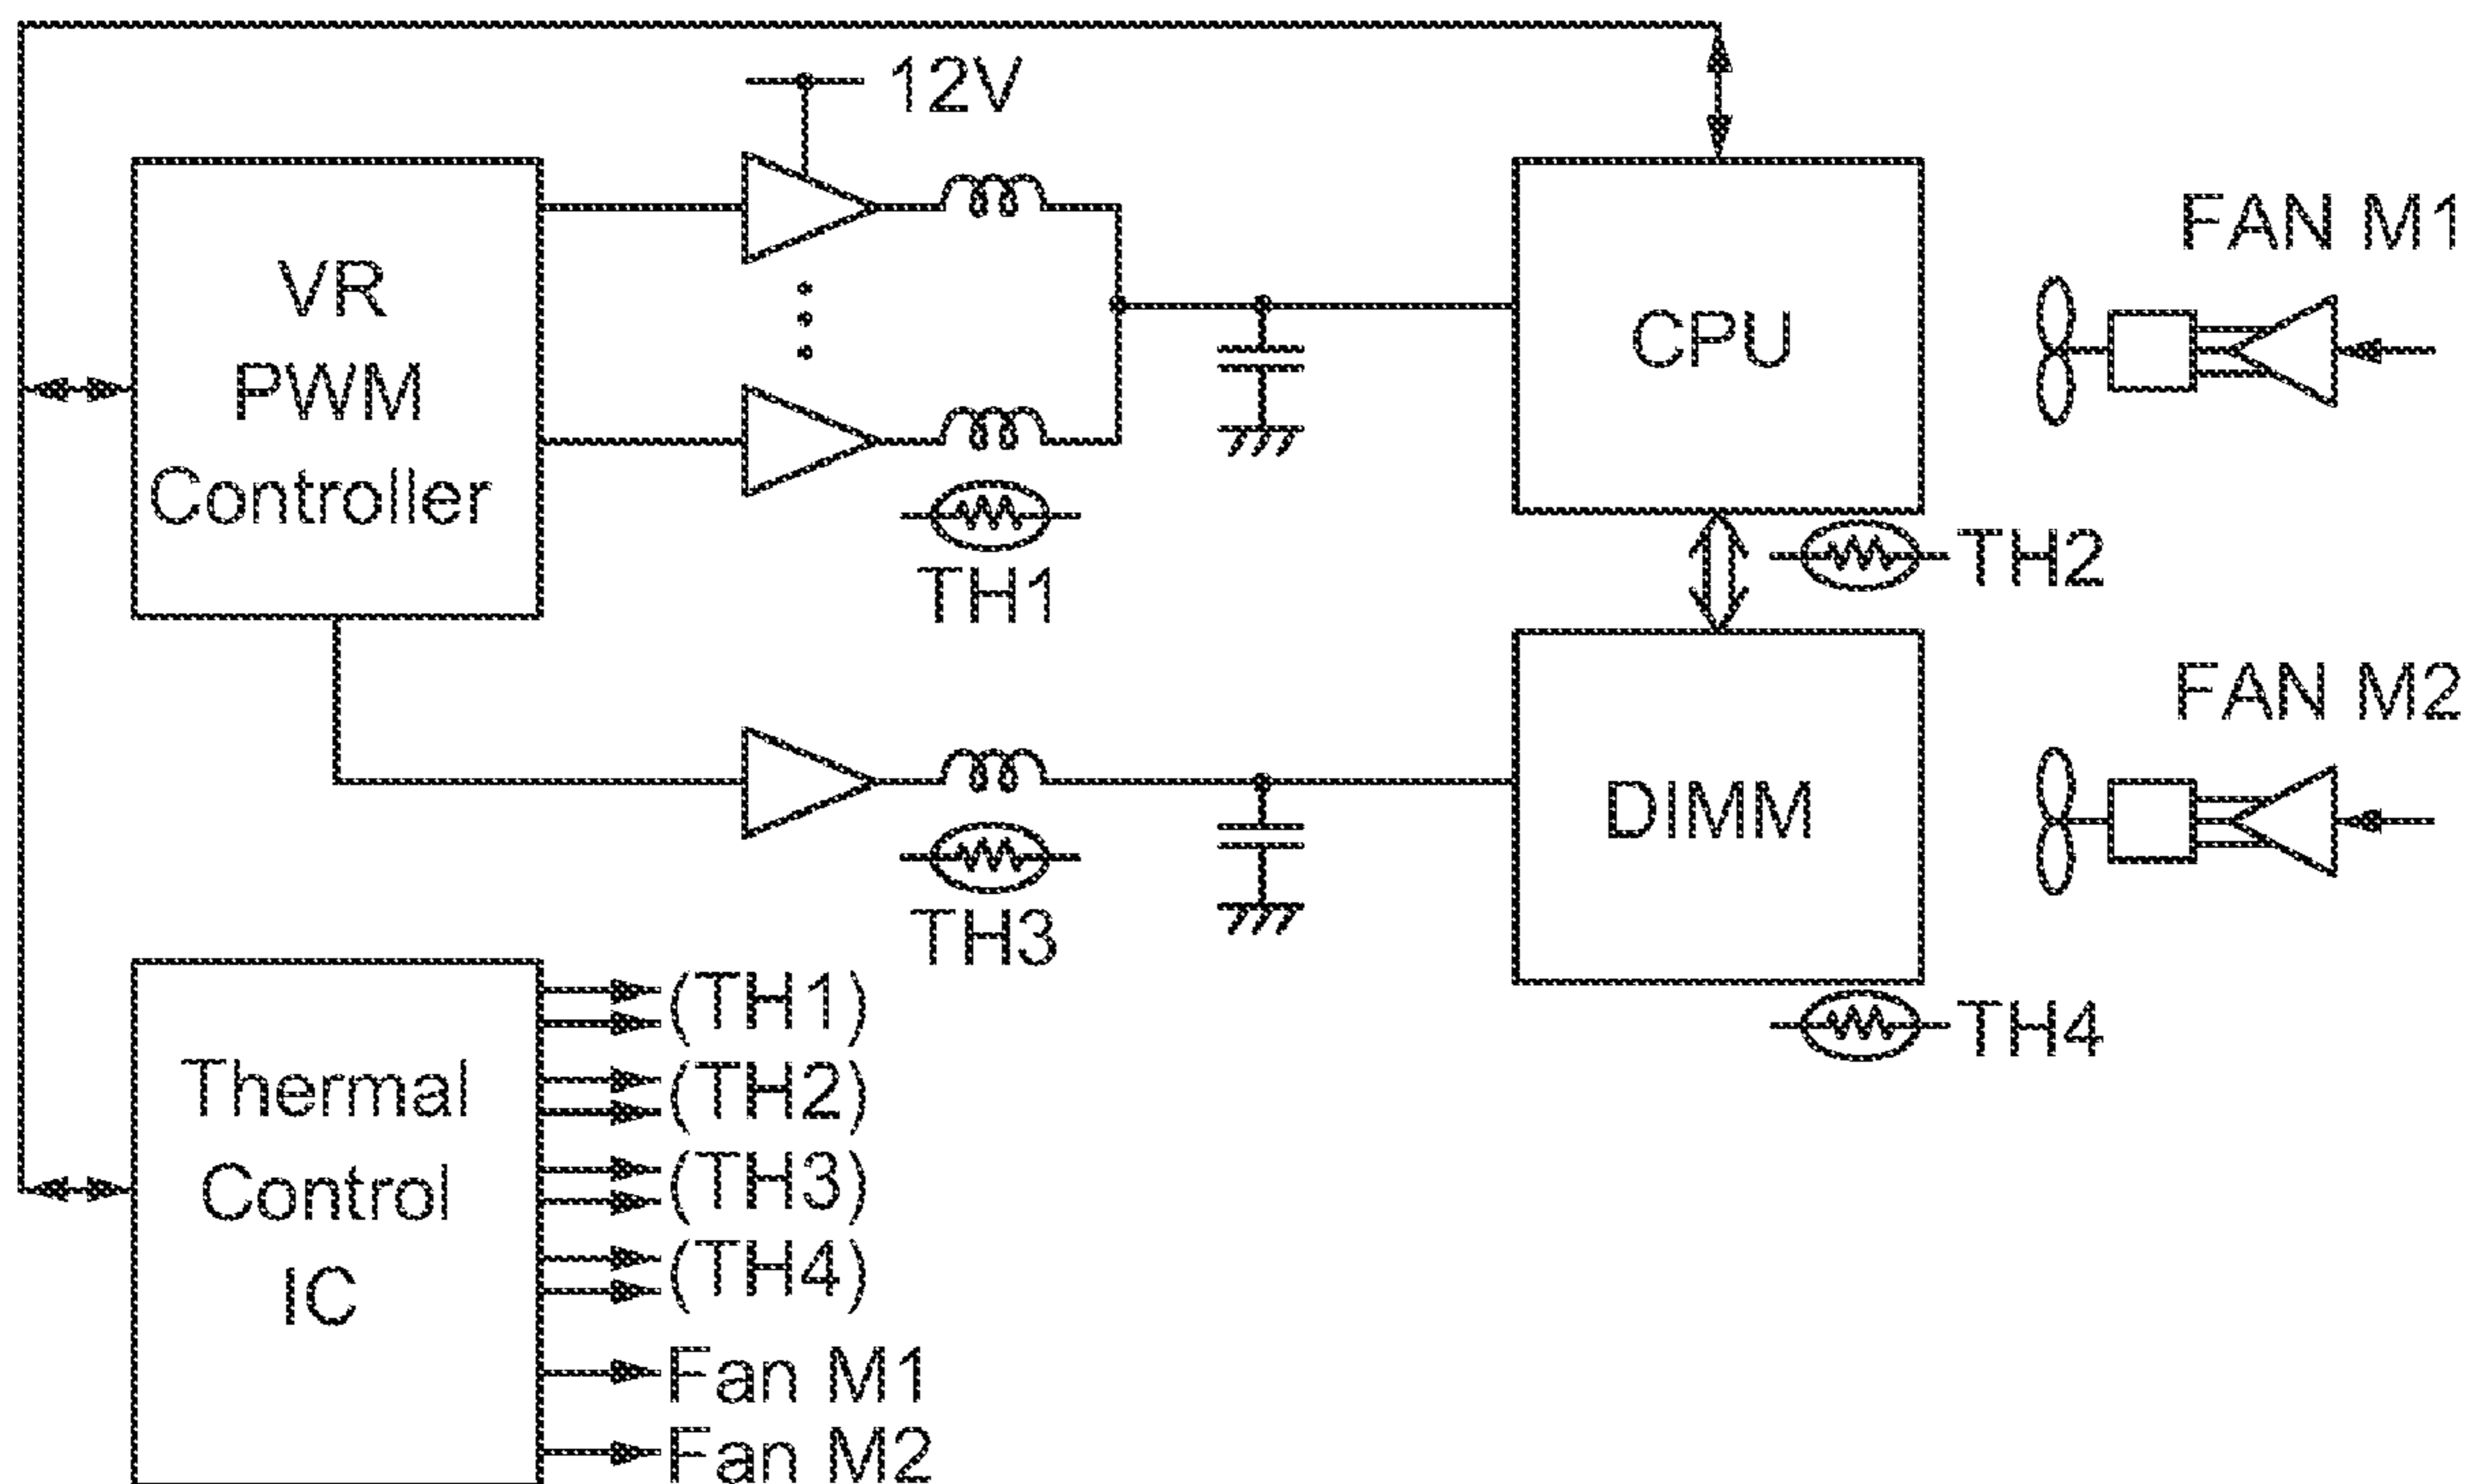 12V
VR
PWM
Controller
CPU
FAN M1
TH1
TH2
FAN M2
DIMM
TH3
TH4
Thermal
Control
IC
(TH1)
(TH2)
(TH3)
(TH4)
Fan M1
Fan M2